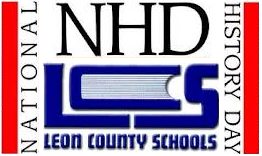 NATIONAL
NHD
LCS
LEON COUNTY SCHOOLS
HISTORY DAY